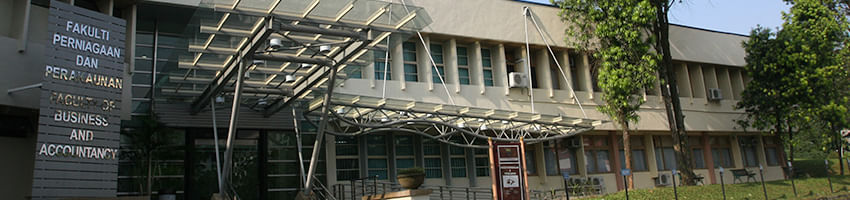 FAKULTI
PERNIAGAAN
DAN
PERAKAUNAN
FACULTY OF
BUSINESS
AND
ACCOUNTANCY